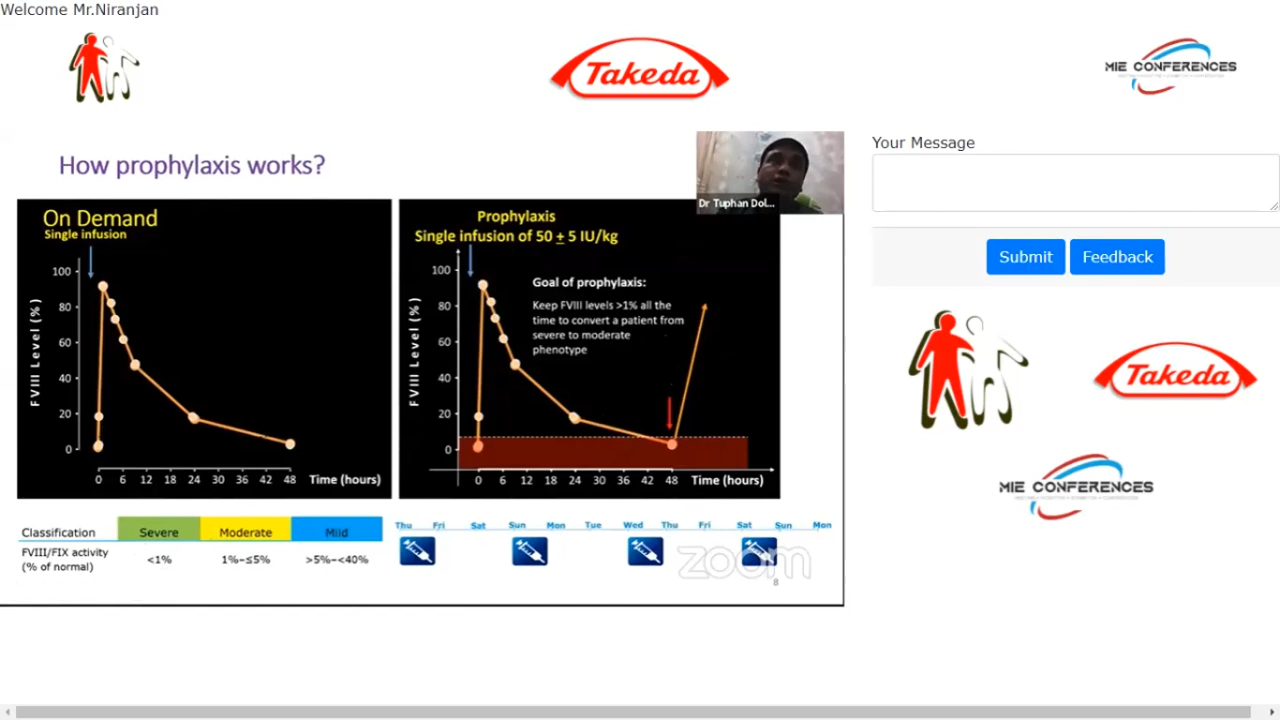 Welcome Mr.Niranjan
Takeda
MIE CONFERENCES
How prophylaxis works?
Dr Tuphan Dol...
Your Message
Submit
Feedback
On Demand
Single infusion
FVIII Level (%)
100
80
60
40
20
0
0 6 12 18 24 30 36 42 48 Time (hours)
Prophylaxis
Single infusion of 50 ± 5 IU/kg
Goal of prophylaxis:
Keep FVIII levels >1% all the
time to convert a patient from
severe to moderate
phenotype
FVIII Level (%)
100
80
60
40
20
0
0 6 12 18 24 30 36 42 48 Time (hours)
Takeda
MIE CONFERENCES
Classification Severe Moderate Mild
FVIII/FIX activity
(% of normal) <1% 1%-≤5% >5%-<40%
Thu Fri Sat Sun Mon Tue Wed Thu Fri Sat Sun Mon
zoom
8